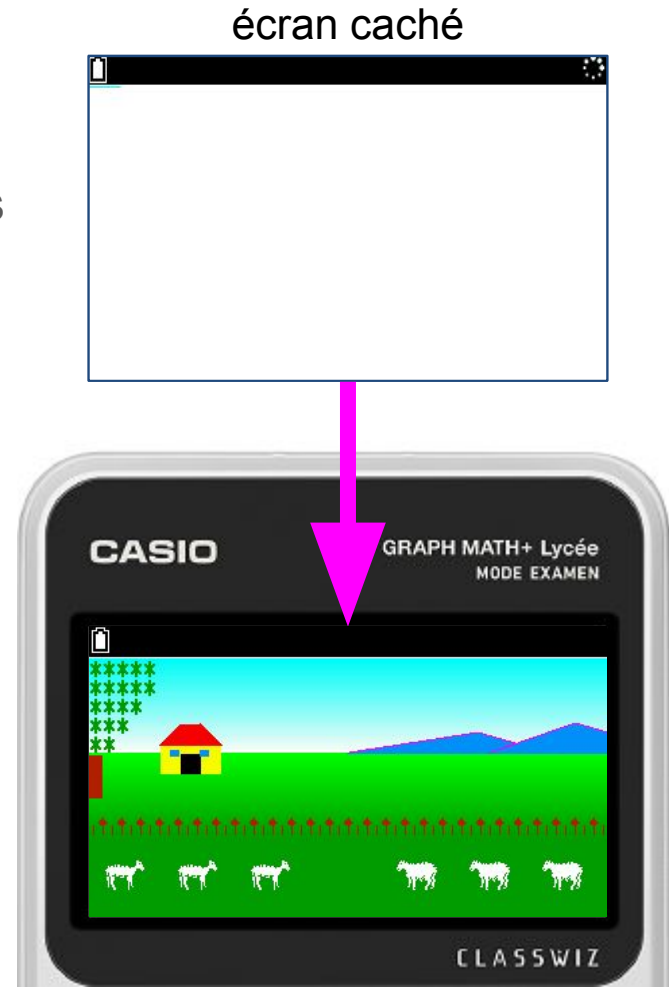 écran caché
s
CASIO
GRAPH MATH+ Lycée
MODE EXAMEN
*****
*****
****
***
**
CLASSWIZ